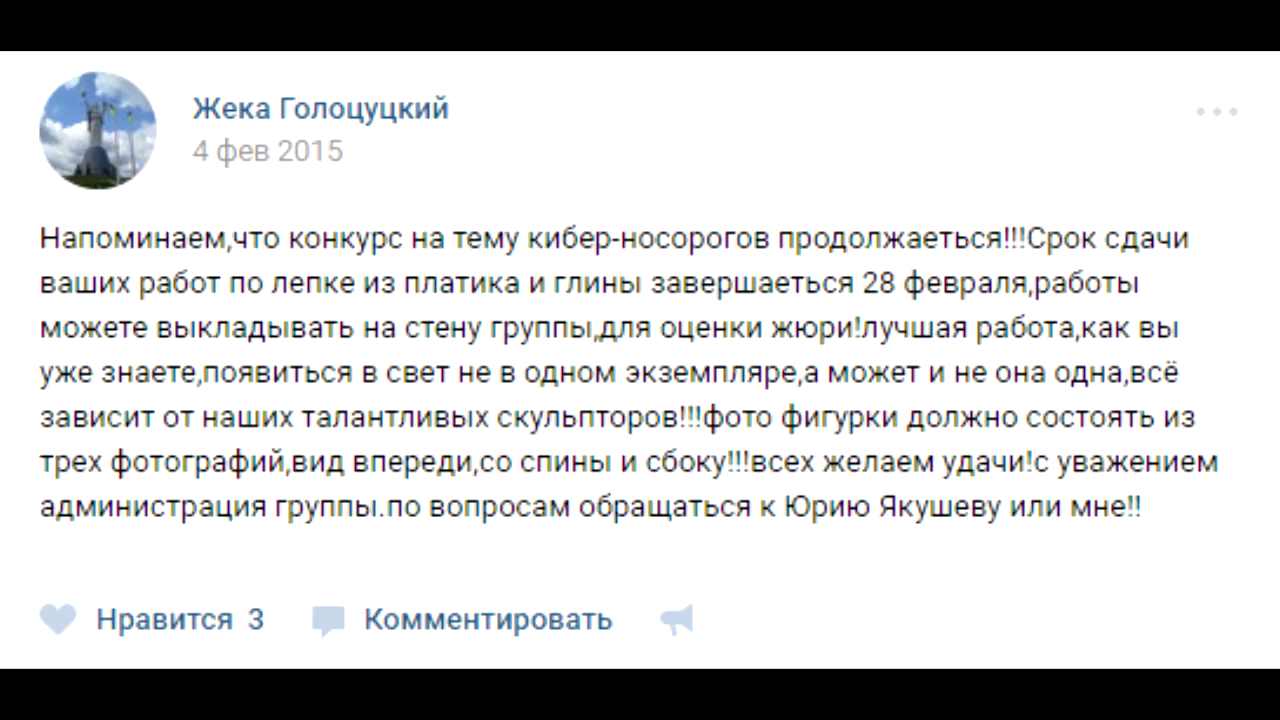 Жека Голоцуцкий
4 фев 2015
Напоминаем,что конкурс на тему кибер-носорогов продолжаеться!!!Срок сдачи
ваших работ по лепке из платика и глины завершаеться 28 февраля,работы
можете выкладывать на стену группы,для оценки жюри!лучшая работа,как вы
уже знаете,появиться в свет не в одном экземпляре,а может и не она одна,всё
зависит от наших талантливых скульпторов!!!фото фигурки должно состоять из
трех фотографий,вид впереди,со спины и сбоку!!!всех желаем удачи!с уважением
администрация группы.по вопросам обращаться к Юрию Якушеву или мне!!
Нравится 3 Комментировать